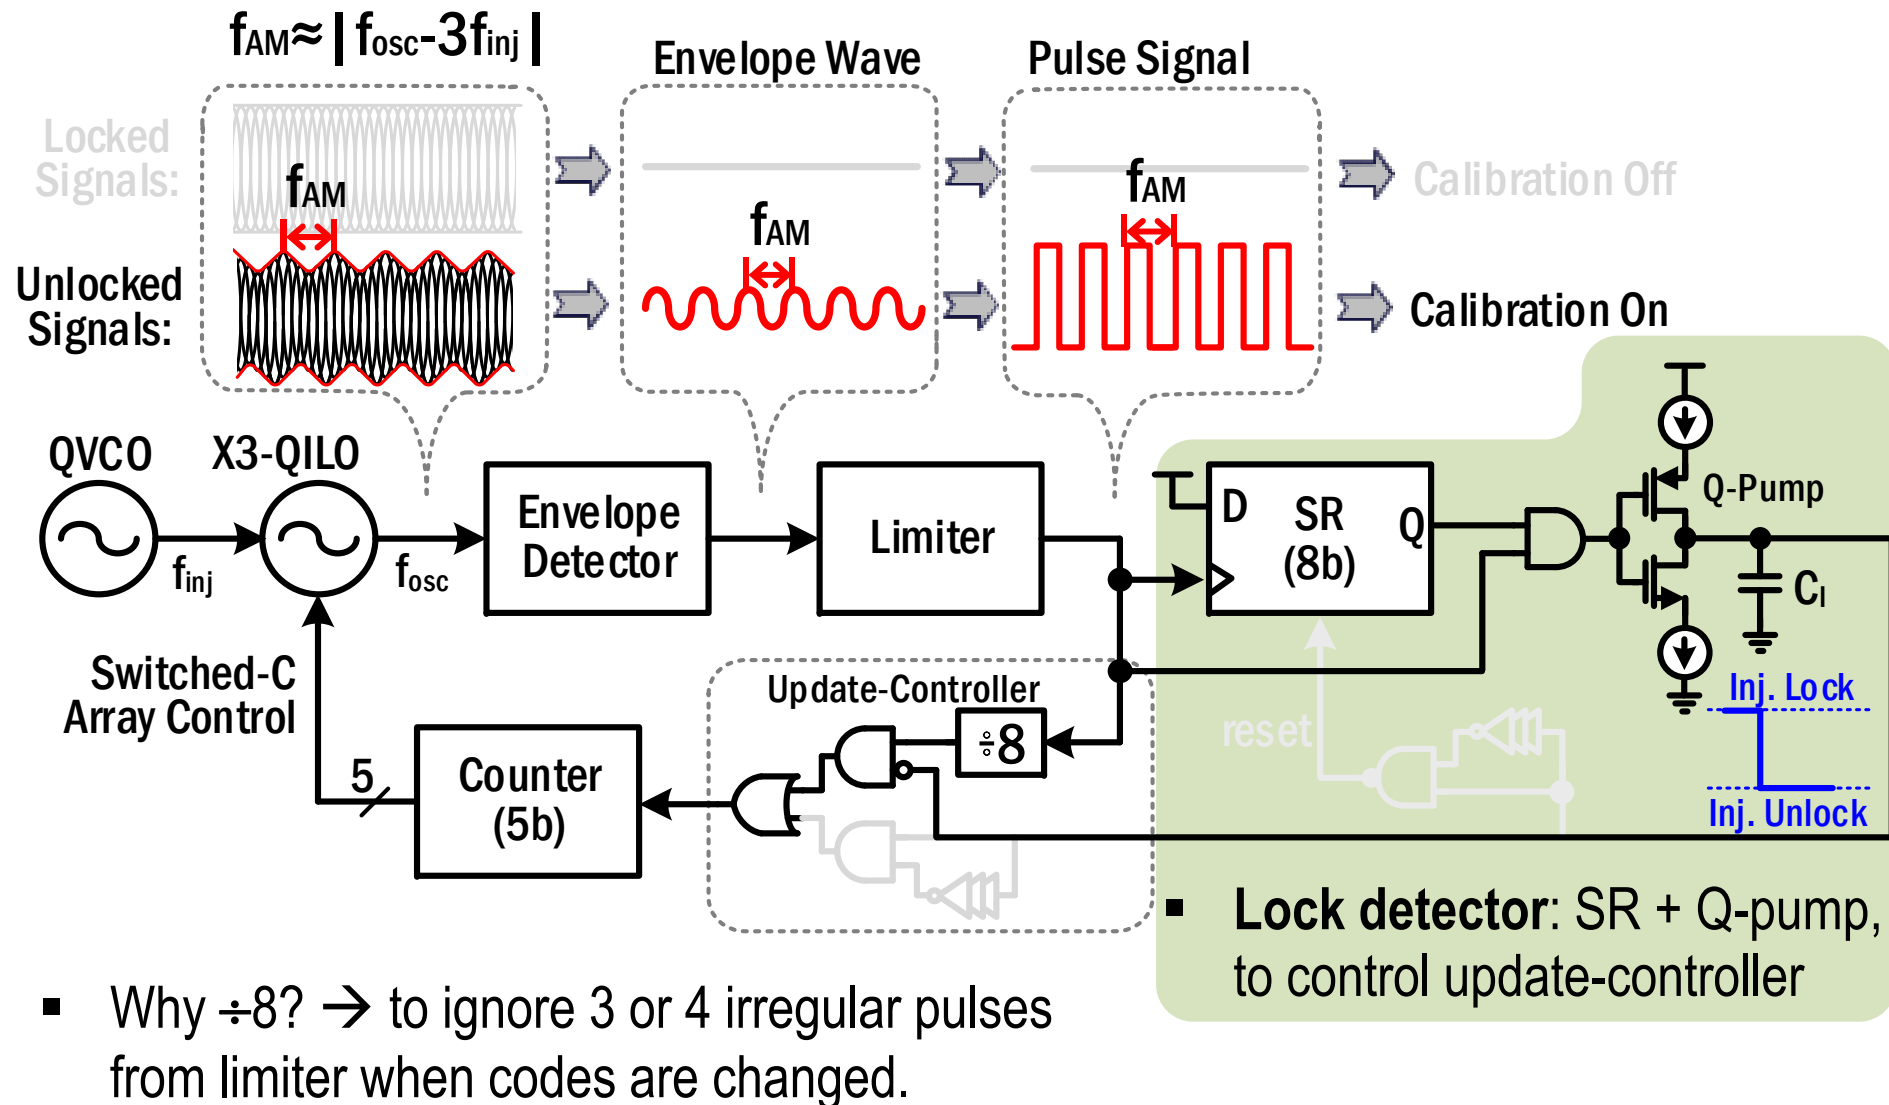 fAM≈|fosc-3finj|
Envelope Wave
Pulse Signal
Locked
Signals:
fAM
fAM
fAM
Calibration Off
Unlocked
Signals:
Calibration On
QVCO
X3-QILO
finj
fosc
Envelope
Detector
Limiter
D
SR
(8b)
Q
Q-Pump
CI
Switched-C
Array Control
Update-Controller
÷8
reset
Inj. Lock
Inj. Unlock
5
Counter
(5b)
▪ Lock detector: SR + Q-pump,
to control update-controller
▪ Why ÷8? → to ignore 3 or 4 irregular pulses
from limiter when codes are changed.